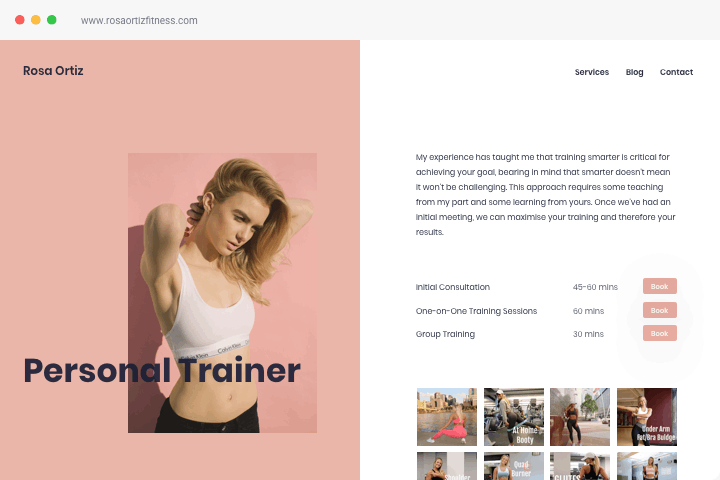 www.rosaortizfitness.com
Rosa Ortiz
Services Blog Contact
My experience has taught me that training smarter is critical for
achieving your goal, bearing in mind that smarter doesn't mean
it won't be challenging. This approach requires some teaching
from my part and some learning from yours. Once we've had an
initial meeting, we can maximise your training and therefore your
results.
Initial Consultation 45-60 mins Book
One-on-One Training Sessions 60 mins Book
Group Training 30 mins Book
Calvin Klein
Personal Trainer
At Home
Booty
Under Arm
Fat/Bra Buldge
Quad-
Burner
GLUTES